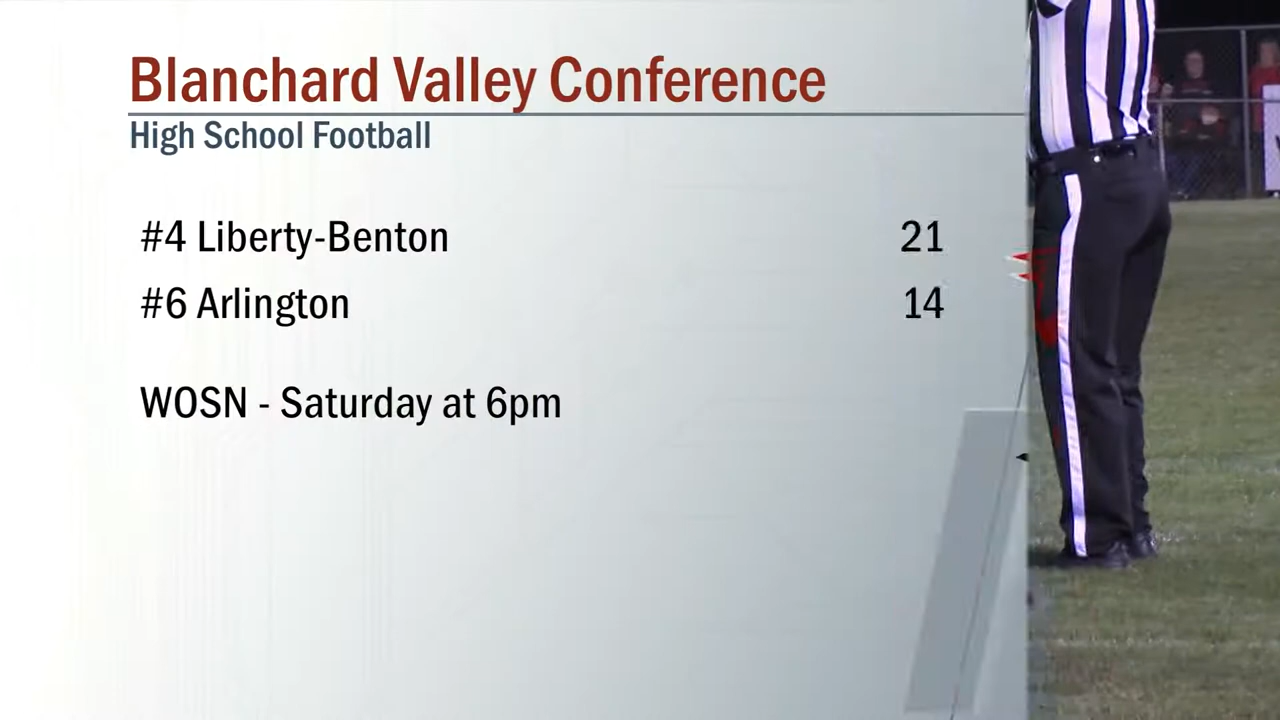 Blanchard Valley Conference
High School Football
#4 Liberty-Benton 21
#6 Arlington 14
WOSN - Saturday at 6pm